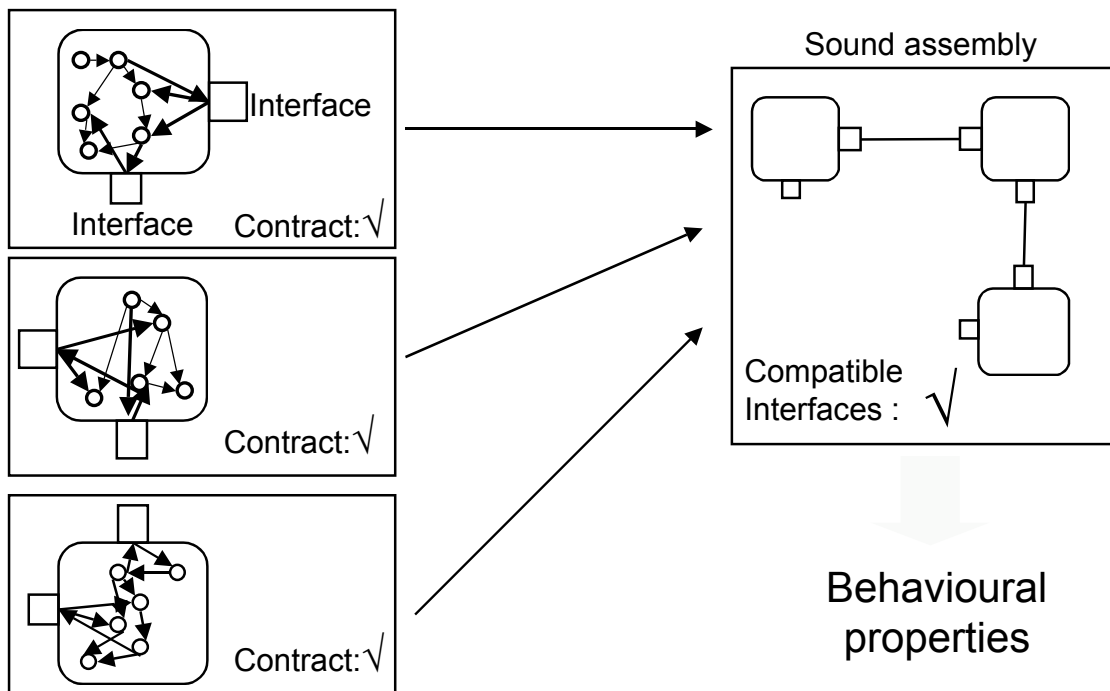 Interface
Interface
Contract:√
Contract:√
Contract:√
Sound assembly
Compatible
Interfaces : √
Behavioural
properties